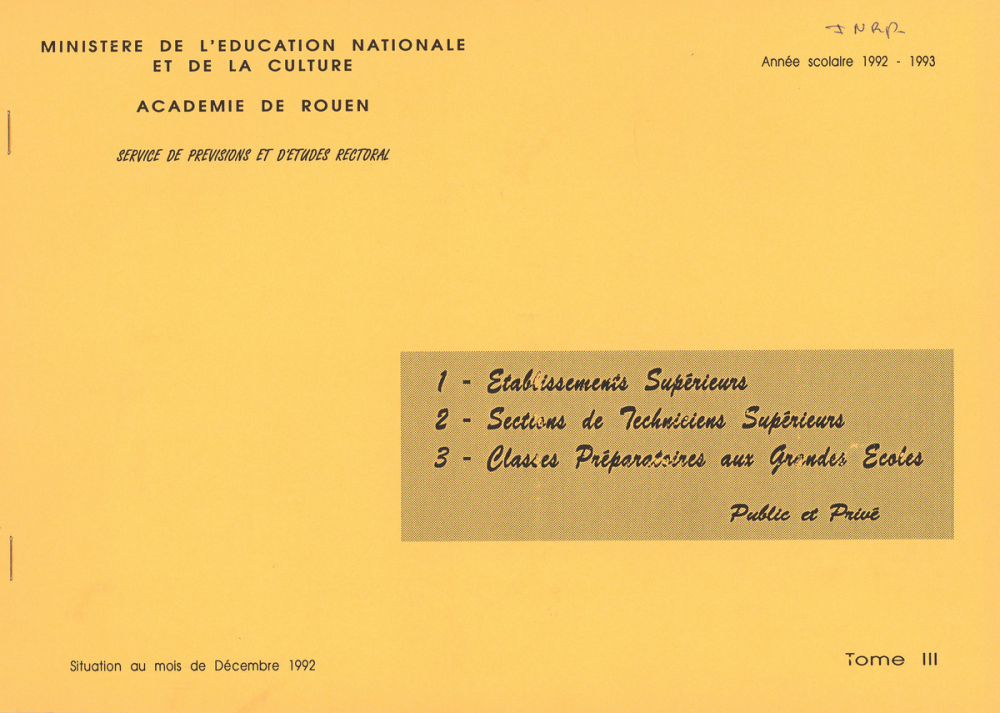 MINISTERE DE L'EDUCATION NATIONALE
ET DE LA CULTURE
ACADEMIE DE ROUEN
SERVICE DE PREVISIONS ET D'ETUDES RECTORAL
INRP
Année scolaire 1992 - 1993
1 - Etablissements Supérieurs
2 - Sections de Techniciens Supérieurs
3 - Classes Préparatoires aux Grandes Ecoles
Public et Privé
Situation au mois de Décembre 1992
Tome III